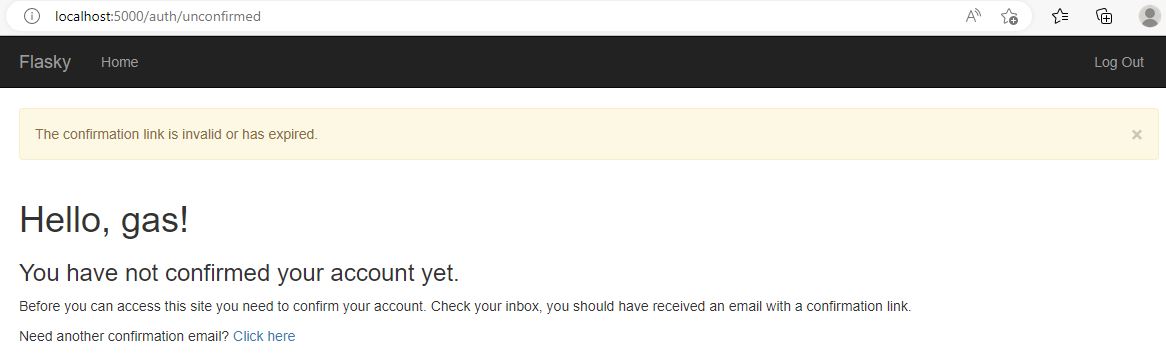 localhost:5000/auth/unconfirmed
Flasky Home Log Out
The confirmation link is invalid or has expired. ×
Hello, gas!
You have not confirmed your account yet.
Before you can access this site you need to confirm your account. Check your inbox, you should have received an email with a confirmation link.
Need another confirmation email? Click here